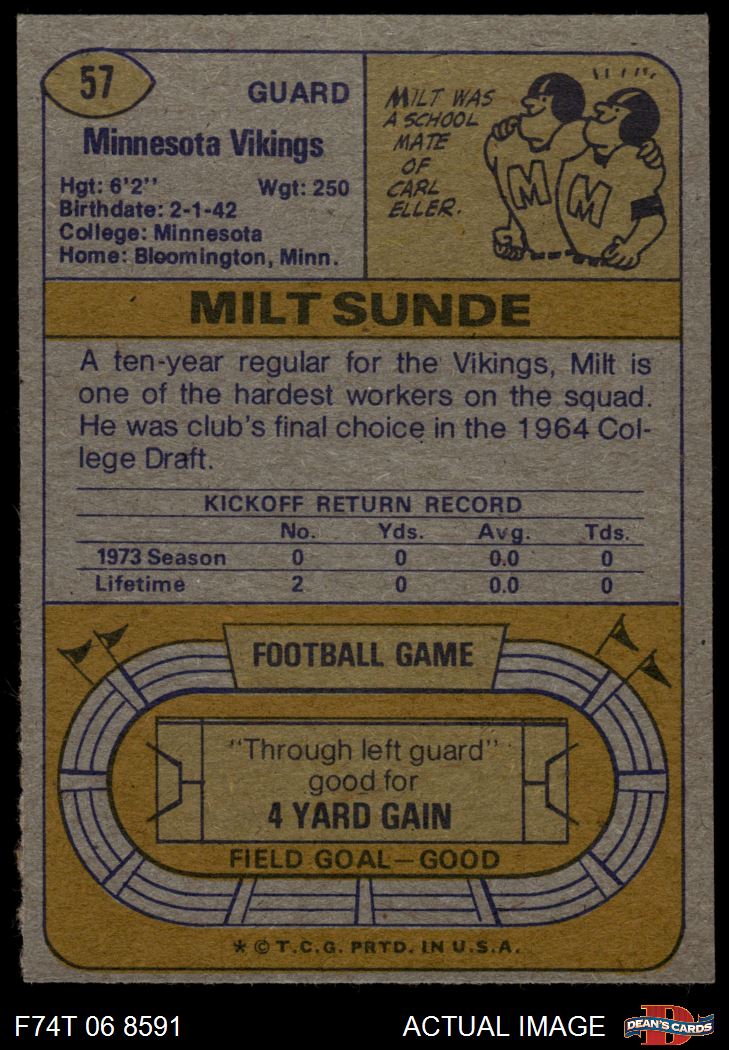 57
GUARD
Minnesota Vikings
Hgt: 6'2'' Wgt: 250
Birthdate: 2-1-42
College: Minnesota
Home: Bloomington, Minn.
MILT WAS
A SCHOOL
MATE
OF
CARL
ELLER.
M M
MILT SUNDE
A ten-year regular for the Vikings, Milt is
one of the hardest workers on the squad.
He was club's final choice in the 1964 Col-
lege Draft.
KICKOFF RETURN RECORD
No. Yds. Avg. Tds.
1973 Season 0 0 0.0 0
Lifetime 2 0 0.0 0
FOOTBALL GAME
"Through left guard"
good for
4 YARD GAIN
FIELD GOAL—GOOD
* © T.C.G. PRTD. IN U.S.A.
F74T 06 8591 ACTUAL IMAGE D DEAN'S CARDS